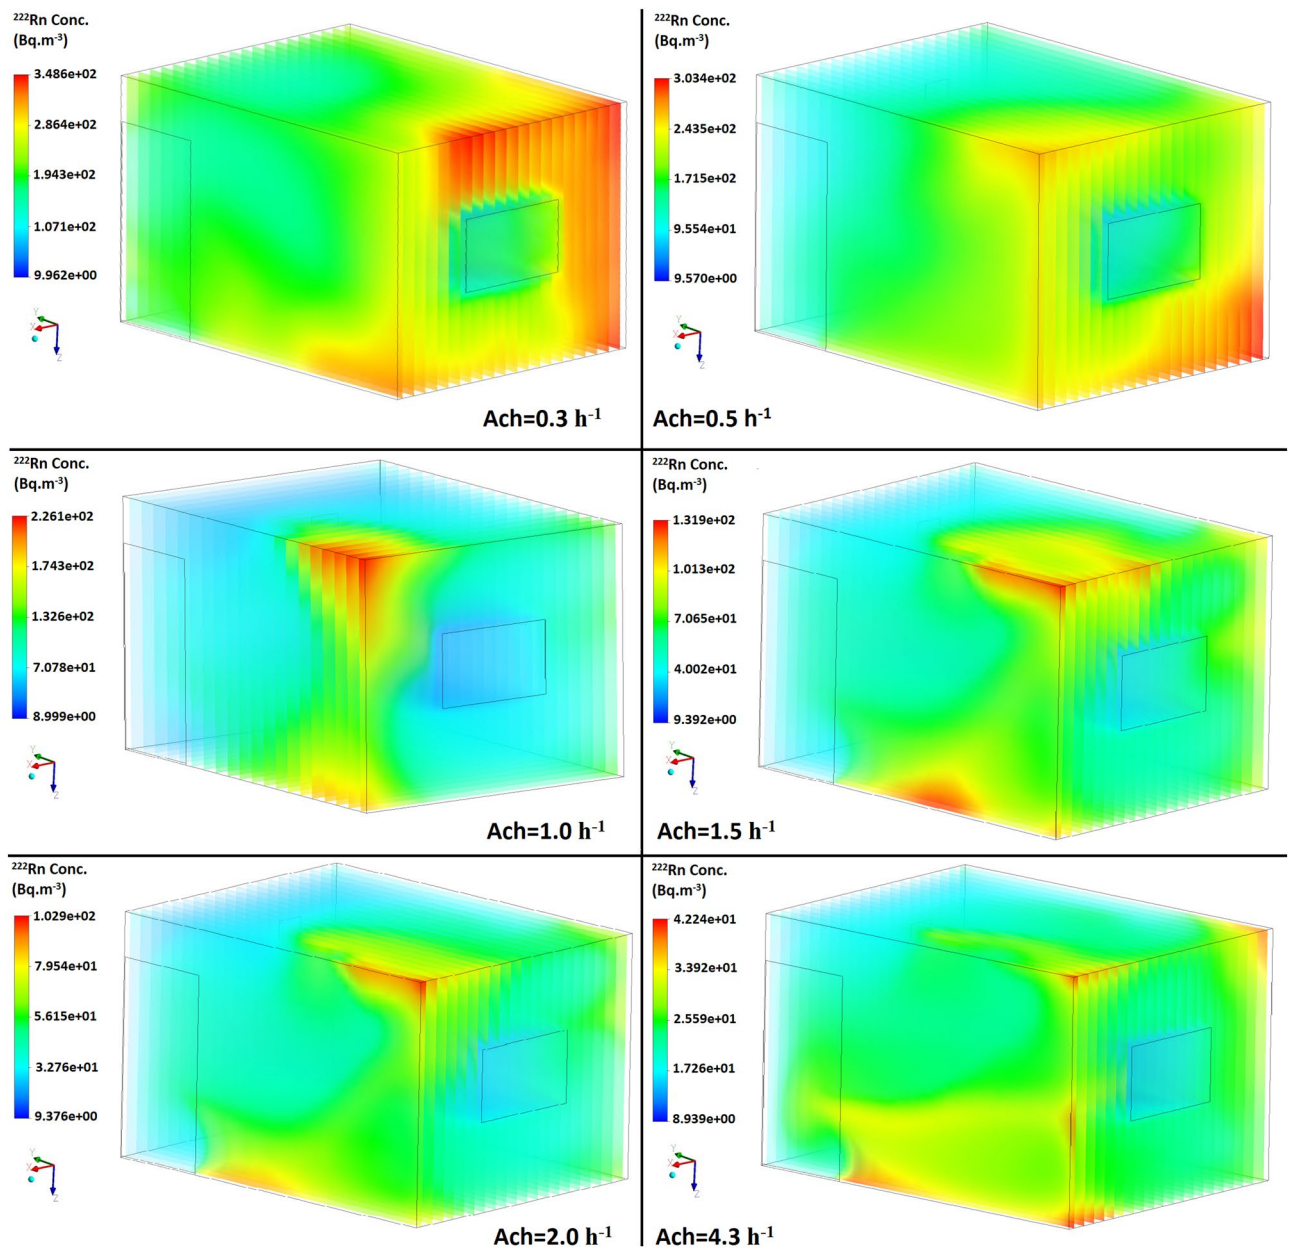 ²²²Rn Conc.
(Bq.m⁻³)
3.486e+02
2.864e+02
1.943e+02
1.071e+02
9.962e+00
Y
X
Z
Ach=0.3 h⁻¹
²²²Rn Conc.
(Bq.m⁻³)
3.034e+02
2.435e+02
1.715e+02
9.554e+01
9.570e+00
Y
X
Z
Ach=0.5 h⁻¹
²²²Rn Conc.
(Bq.m⁻³)
2.261e+02
1.743e+02
1.326e+02
7.078e+01
8.999e+00
Y
X
Z
Ach=1.0 h⁻¹
²²²Rn Conc.
(Bq.m⁻³)
1.319e+02
1.013e+02
7.065e+01
4.002e+01
9.392e+00
Y
X
Z
Ach=1.5 h⁻¹
²²²Rn Conc.
(Bq.m⁻³)
1.029e+02
7.954e+01
5.615e+01
3.276e+01
9.376e+00
Y
X
Z
Ach=2.0 h⁻¹
²²²Rn Conc.
(Bq.m⁻³)
4.224e+01
3.392e+01
2.559e+01
1.726e+01
8.939e+00
Y
X
Z
Ach=4.3 h⁻¹